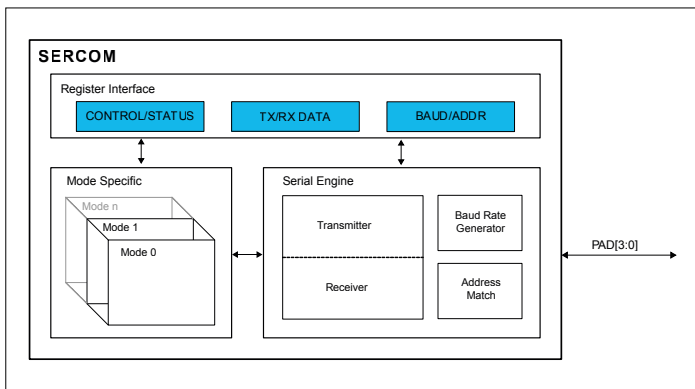 SERCOM
Register Interface
CONTROL/STATUS
TX/RX DATA
BAUD/ADDR
Mode Specific
Mode n
Mode 1
Mode 0
Serial Engine
Transmitter
Receiver
Baud Rate
Generator
Address
Match
PAD[3:0]